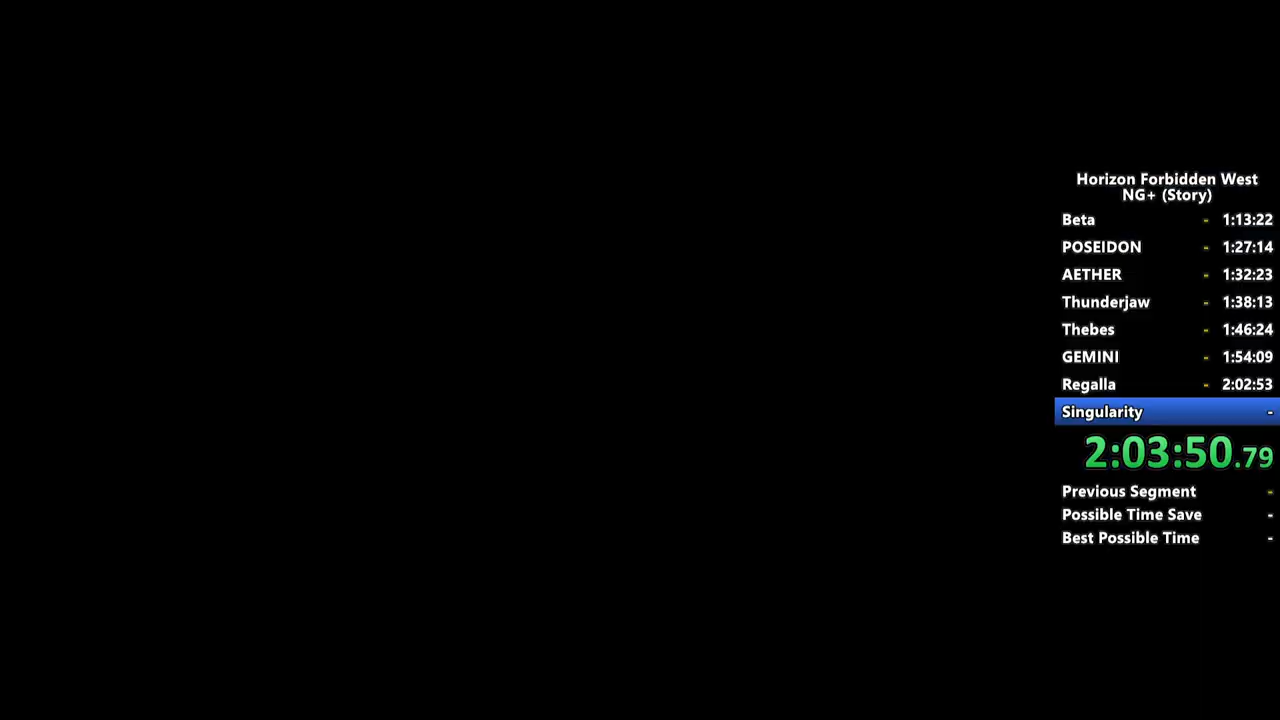 Horizon Forbidden West
NG+ (Story)
Beta - 1:13:22
POSEIDON - 1:27:14
AETHER - 1:32:23
Thunderjaw - 1:38:13
Thebes - 1:46:24
GEMINI - 1:54:09
Regalla - 2:02:53
Singularity -
2:03:50.79
Previous Segment -
Possible Time Save -
Best Possible Time -